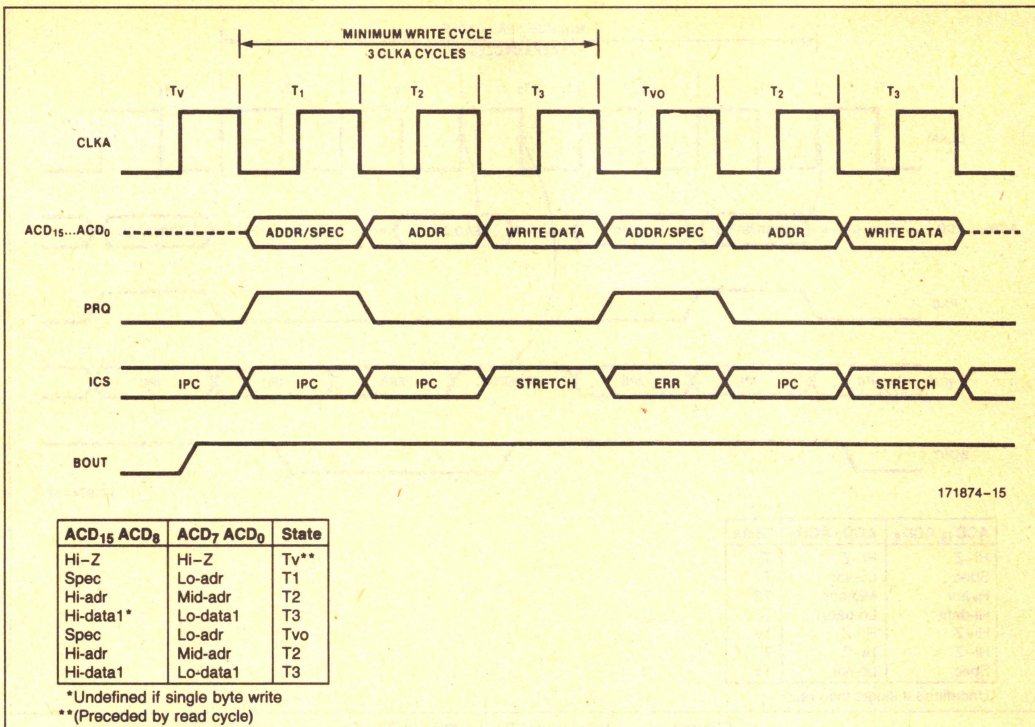 MINIMUM WRITE CYCLE
3 CLKA CYCLES
Tv T1 T2 T3 Tvo T2 T3
CLKA
ACD15...ACD0 ADDR/SPEC ADDR WRITE DATA ADDR/SPEC ADDR WRITE DATA
PRQ
ICS IPC IPC IPC STRETCH ERR IPC STRETCH
BOUT
171874–15
ACD15 ACD8 ACD7 ACD0 State
Hi–Z Hi–Z Tv**
Spec Lo-adr T1
Hi-adr Mid-adr T2
Hi-data1* Lo-data1 T3
Spec Lo-adr Tvo
Hi-adr Mid-adr T2
Hi-data1 Lo-data1 T3
*Undefined if single byte write
**(Preceded by read cycle)